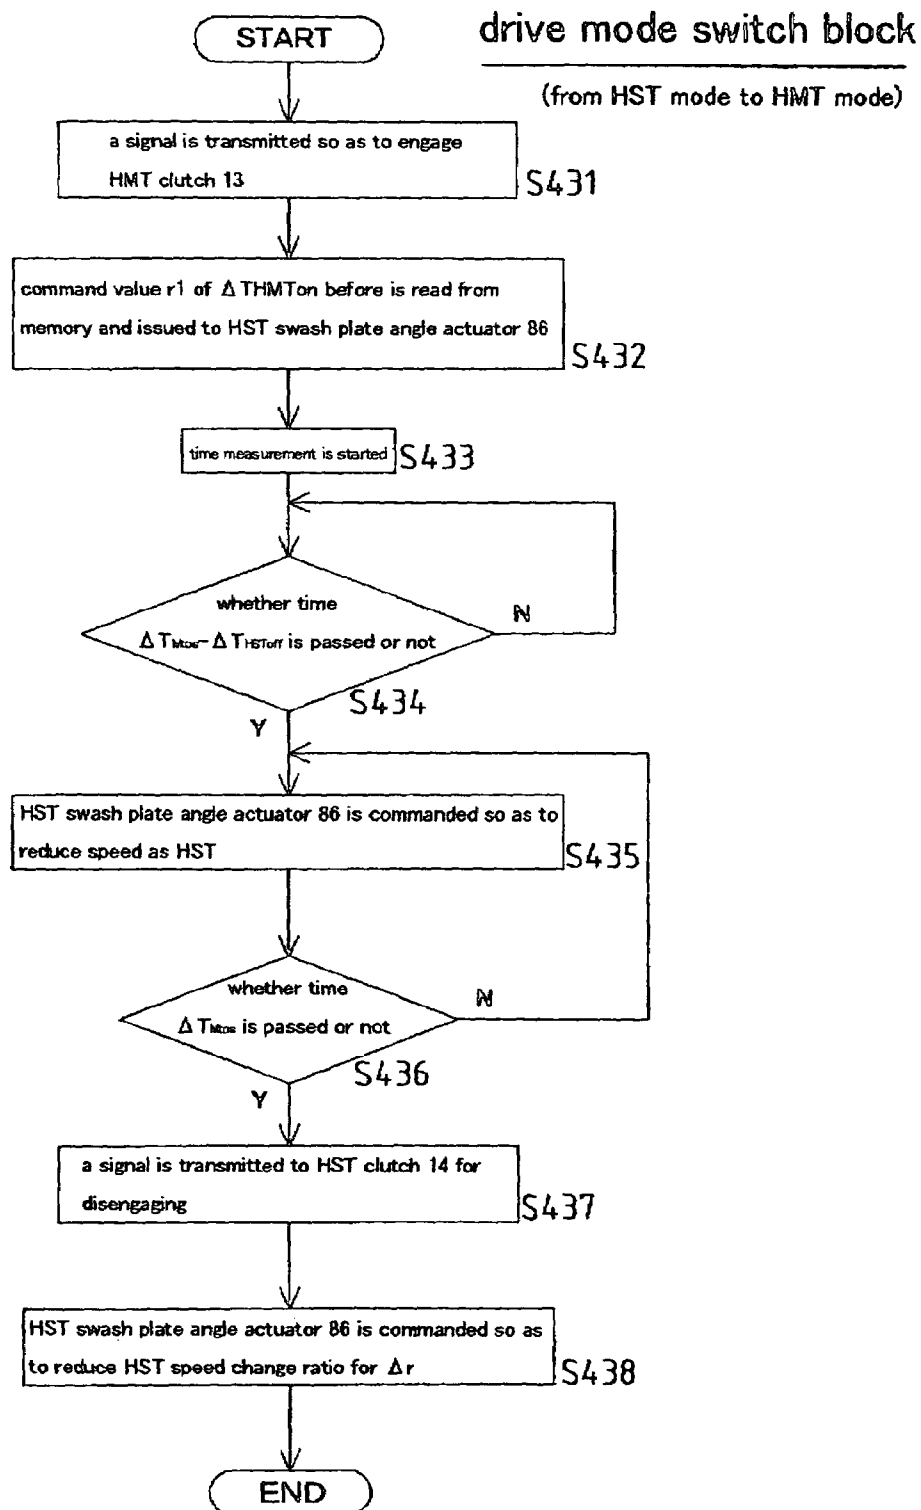 drive mode switch block
(from HST mode to HMT mode)
START
a signal is transmitted so as to engage
HMT clutch 13
S431
command value r1 of ΔTHMTon before is read from
memory and issued to HST swash plate angle actuator 86
S432
time measurement is started
S433
whether time
ΔT -ΔTHSToff is passed or not
N
S434
Y
HST swash plate angle actuator 86 is commanded so as to
reduce speed as HST
S435
whether time
ΔT is passed or not
N
S436
Y
a signal is transmitted to HST clutch 14 for
disengaging
S437
HST swash plate angle actuator 86 is commanded so as
to reduce HST speed change ratio for Δr
S438
END